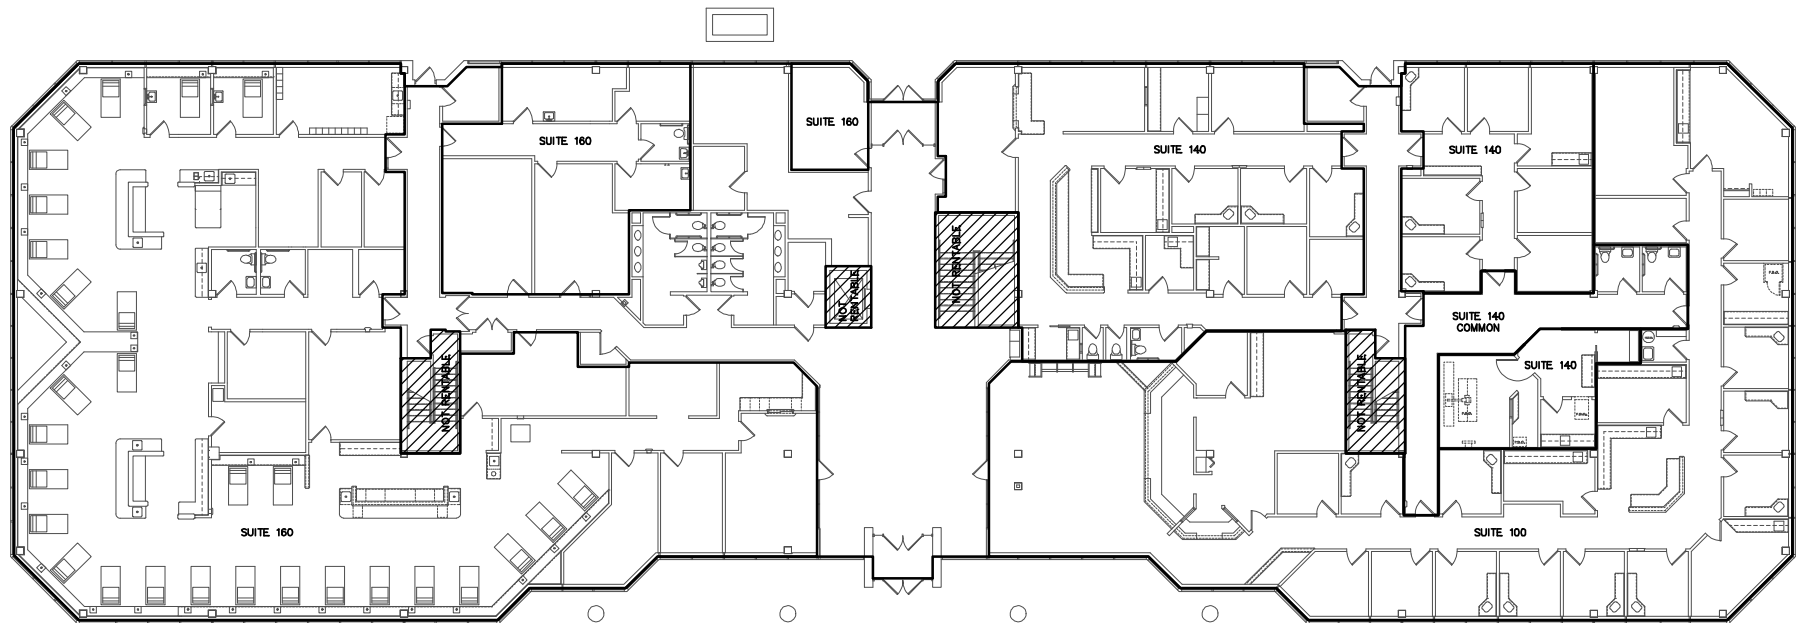 SUITE 160
SUITE 160
SUITE 140
SUITE 140
NOT RENTABLE
NOT
RENTABLE
SUITE 140
COMMON
NOT RENTABLE
NOT RENTABLE
SUITE 140
SUITE 160
SUITE 100